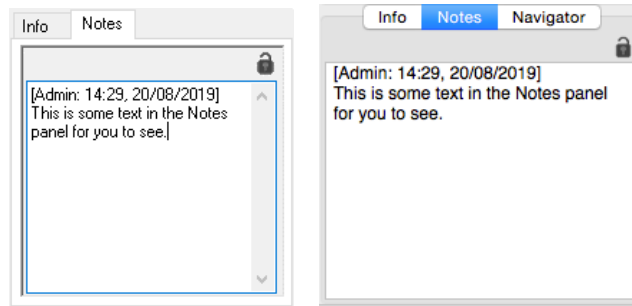 Info Notes
[Admin: 14:29, 20/08/2019]
This is some text in the Notes
panel for you to see.
Info Notes Navigator
[Admin: 14:29, 20/08/2019]
This is some text in the Notes panel
for you to see.